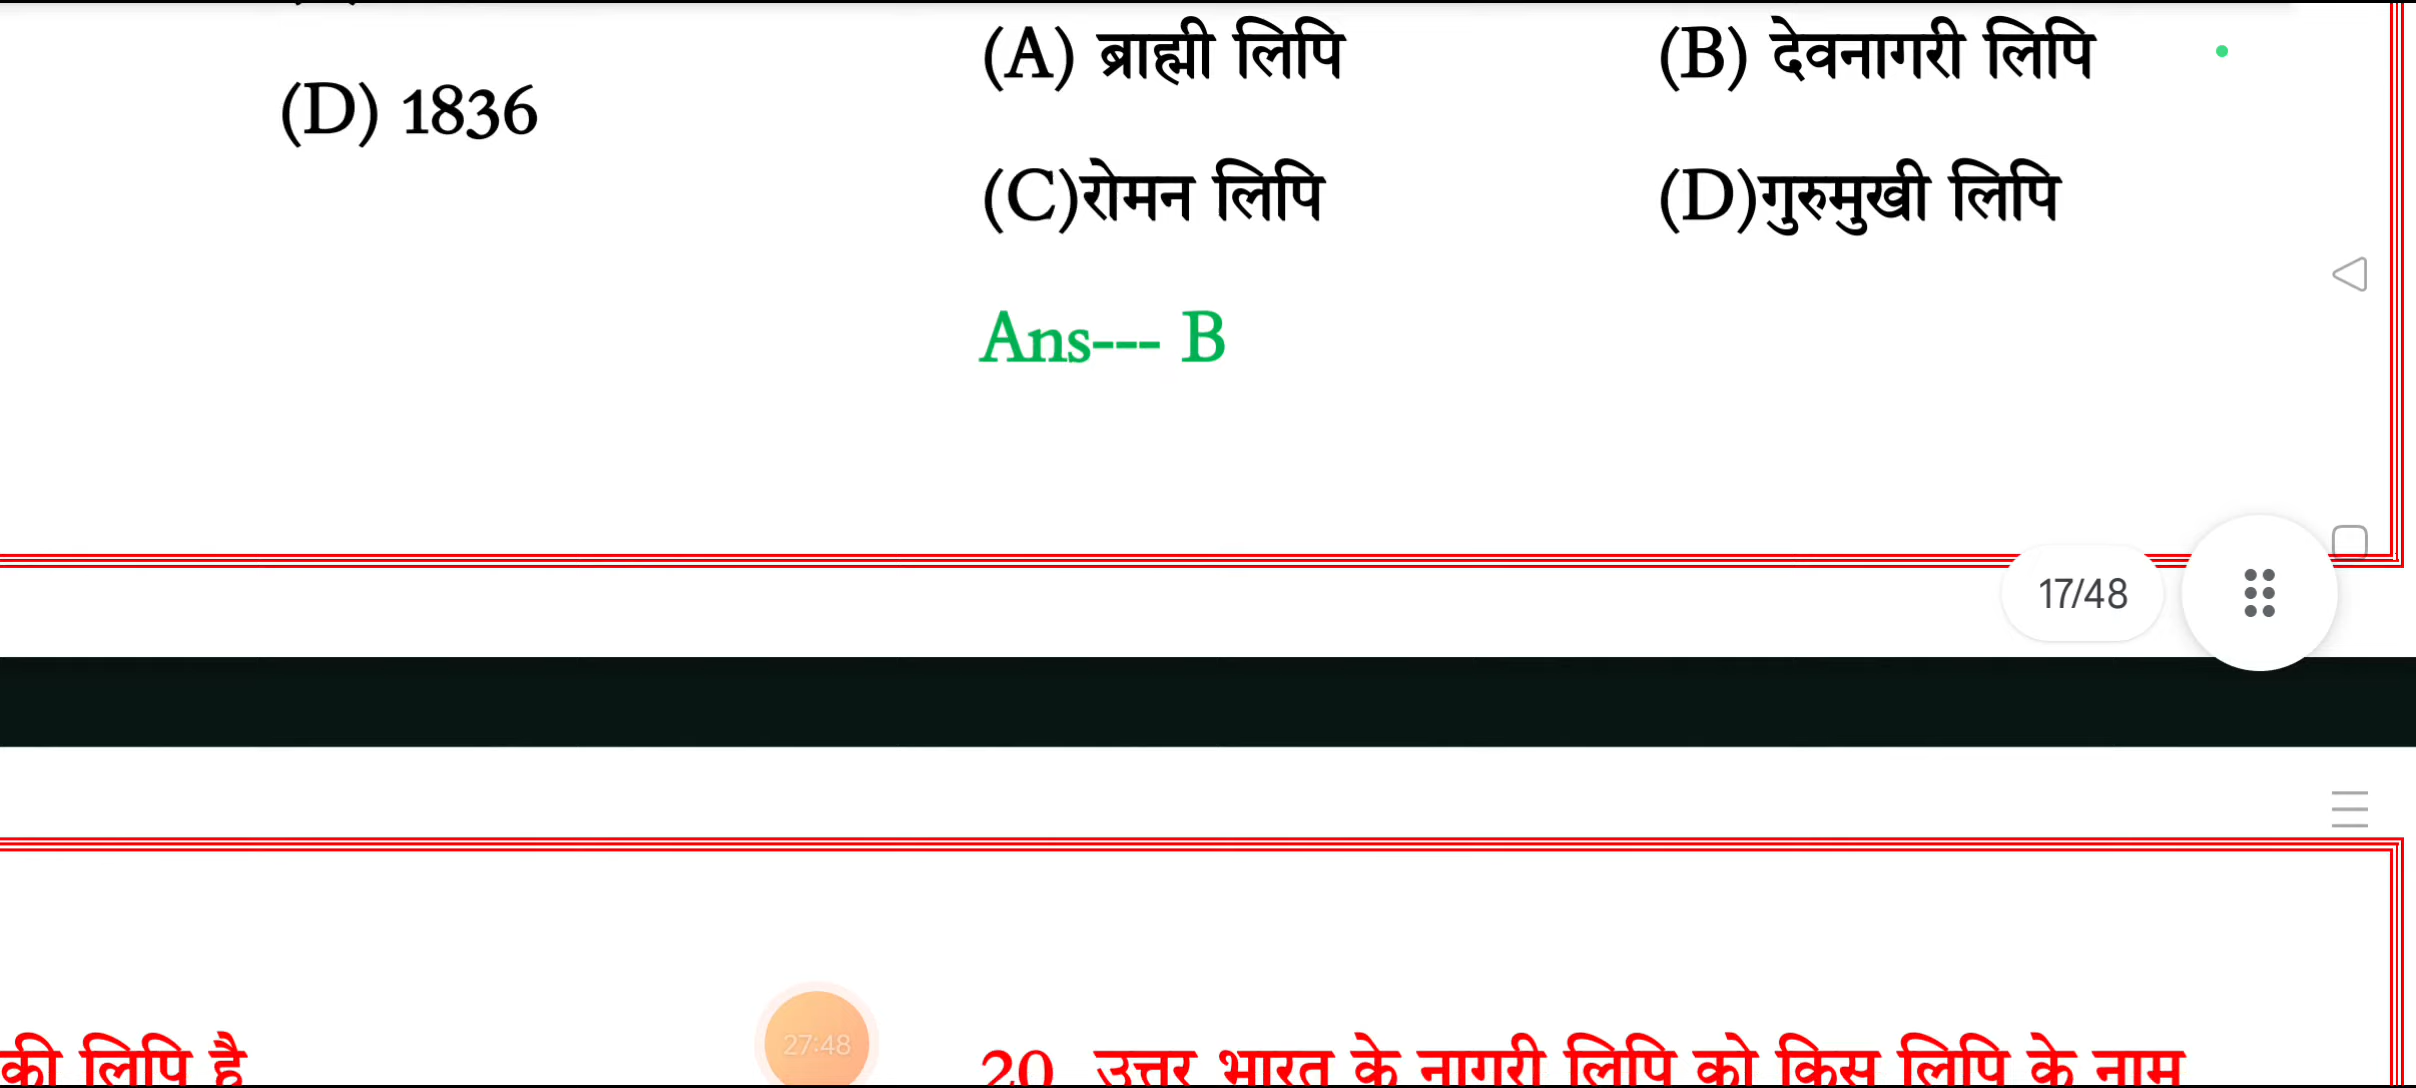 (D) 1836
(A) ब्राह्मी लिपि
(B) देवनागरी लिपि
(C)रोमन लिपि
(D)गुरुमुखी लिपि
Ans--- B
17/48
27:48
की लिपि है
20 उत्तर भारत के नागरी लिपि को किस लिपि के नाम